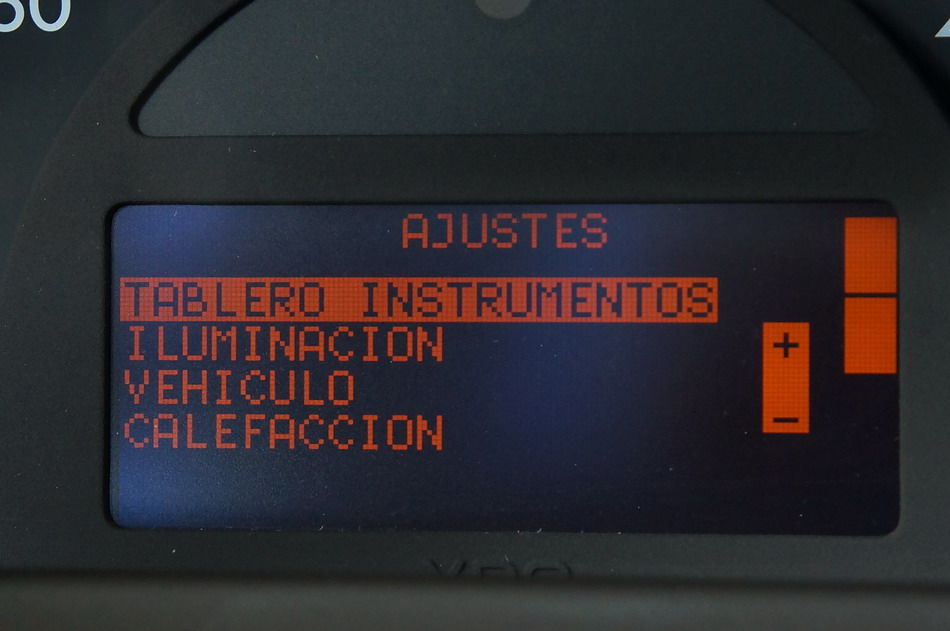 AJUSTES
TABLERO INSTRUMENTOS
ILUMINACION
VEHICULO
CALEFACCION
+
−